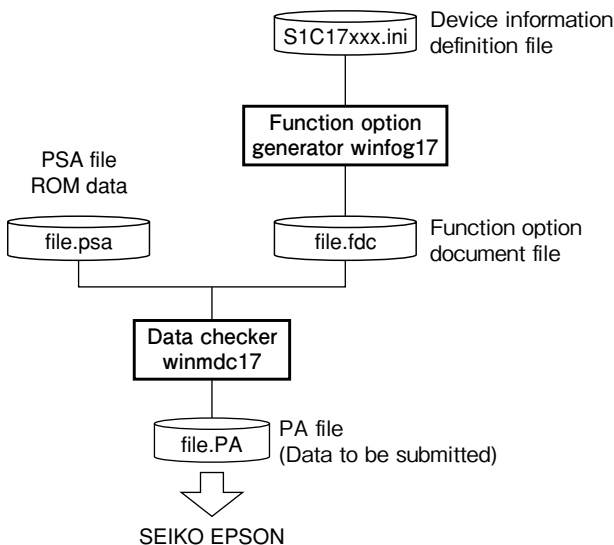 S1C17xxx.ini
Device information
definition file
Function option
generator winfog17
PSA file
ROM data
file.psa
file.fdc
Function option
document file
Data checker
winmdc17
file.PA
PA file
(Data to be submitted)
SEIKO EPSON